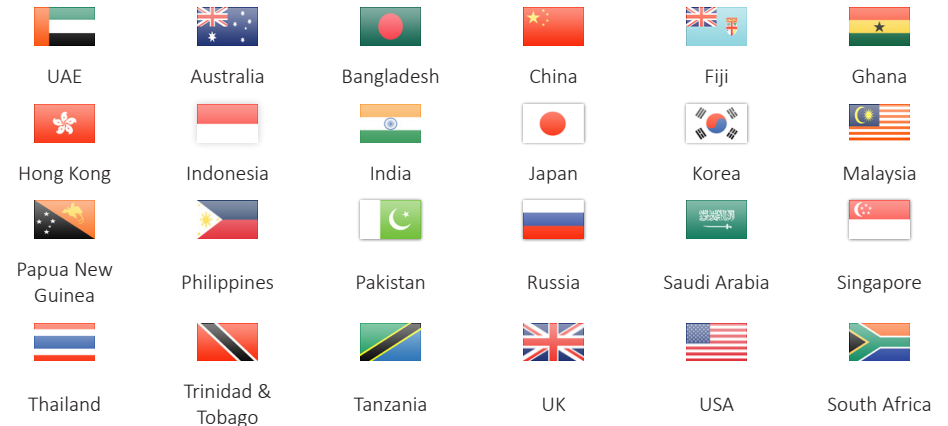 UAE
Australia
Bangladesh
China
Fiji
Ghana
Hong Kong
Indonesia
India
Japan
Korea
Malaysia
Papua New
Guinea
Philippines
Pakistan
Russia
Saudi Arabia
Singapore
Thailand
Trinidad &
Tobago
Tanzania
UK
USA
South Africa